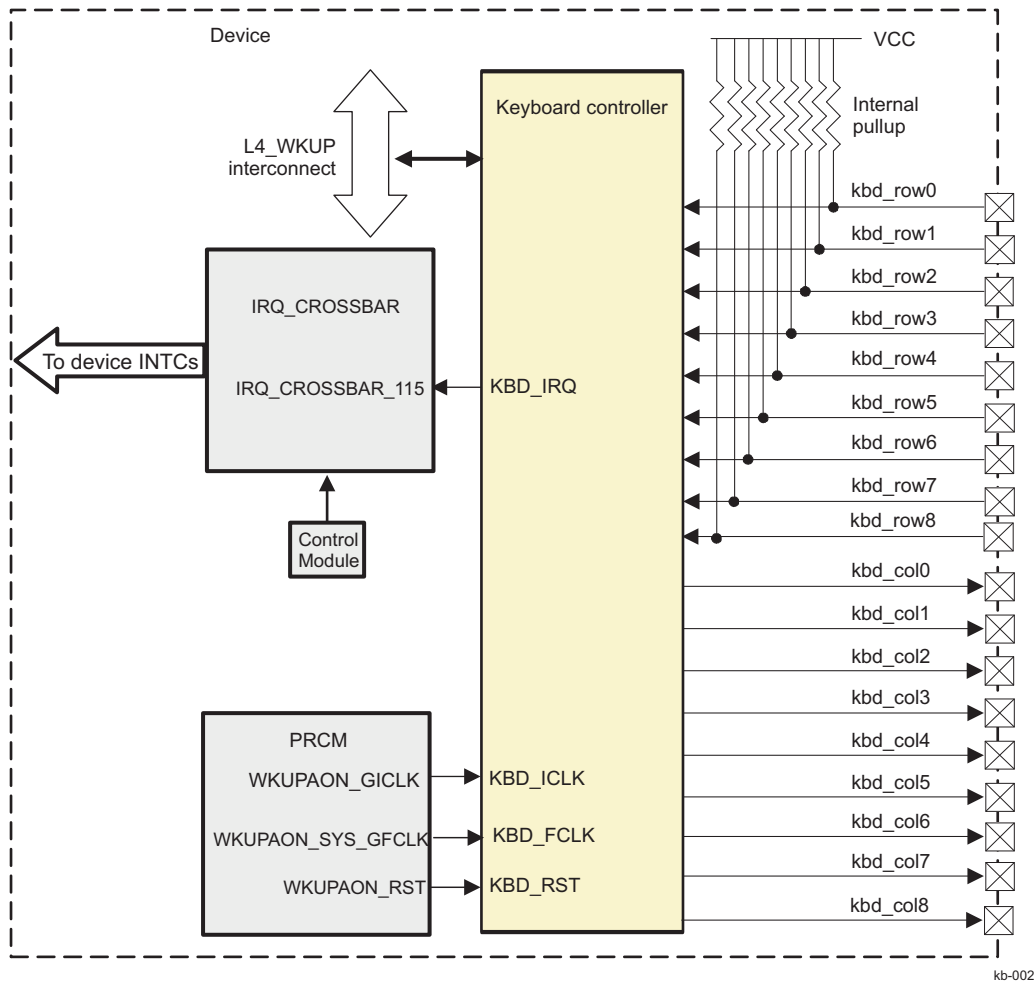 Device
VCC
Keyboard controller
Internal
pullup
L4_WKUP
interconnect
kbd_row0
kbd_row1
kbd_row2
kbd_row3
kbd_row4
kbd_row5
kbd_row6
kbd_row7
kbd_row8
IRQ_CROSSBAR
To device INTCs
IRQ_CROSSBAR_115
KBD_IRQ
Control
Module
kbd_col0
kbd_col1
kbd_col2
kbd_col3
kbd_col4
kbd_col5
kbd_col6
kbd_col7
kbd_col8
PRCM
WKUPAON_GICLK
KBD_ICLK
WKUPAON_SYS_GFCLK
KBD_FCLK
WKUPAON_RST
KBD_RST
kb-002